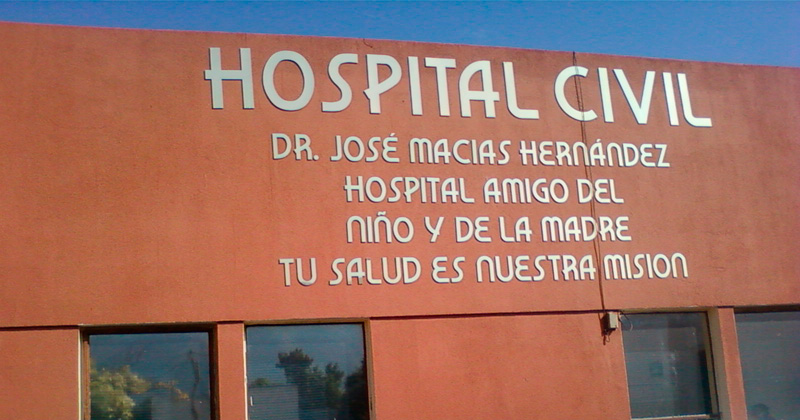 HOSPITAL CIVIL
DR. JOSÉ MACIAS HERNÁNDEZ
HOSPITAL AMIGO DEL
NIÑO Y DE LA MADRE
TU SALUD ES NUESTRA MISION